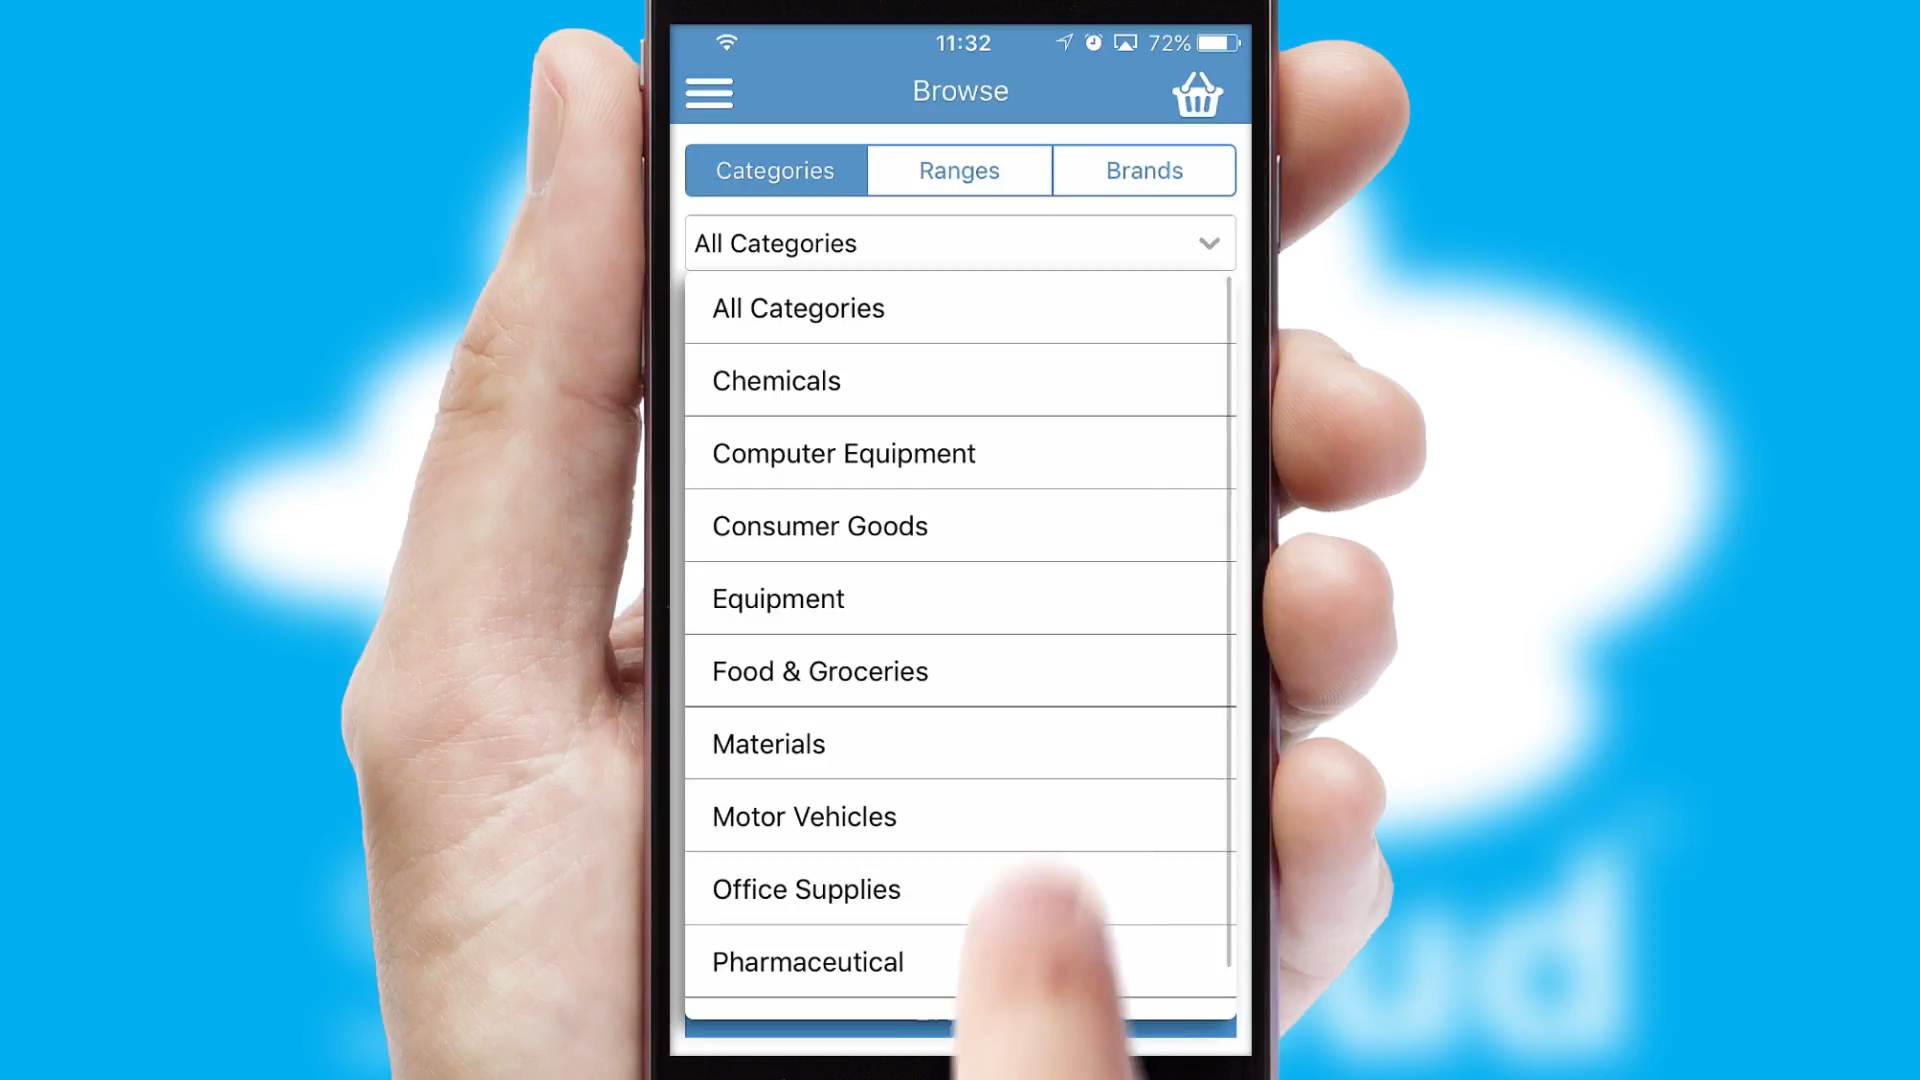 11:32
72%
Browse
Categories
Ranges
Brands
All Categories
All Categories
Chemicals
Computer Equipment
Consumer Goods
Equipment
Food & Groceries
Materials
Motor Vehicles
Office Supplies
Pharmaceutical